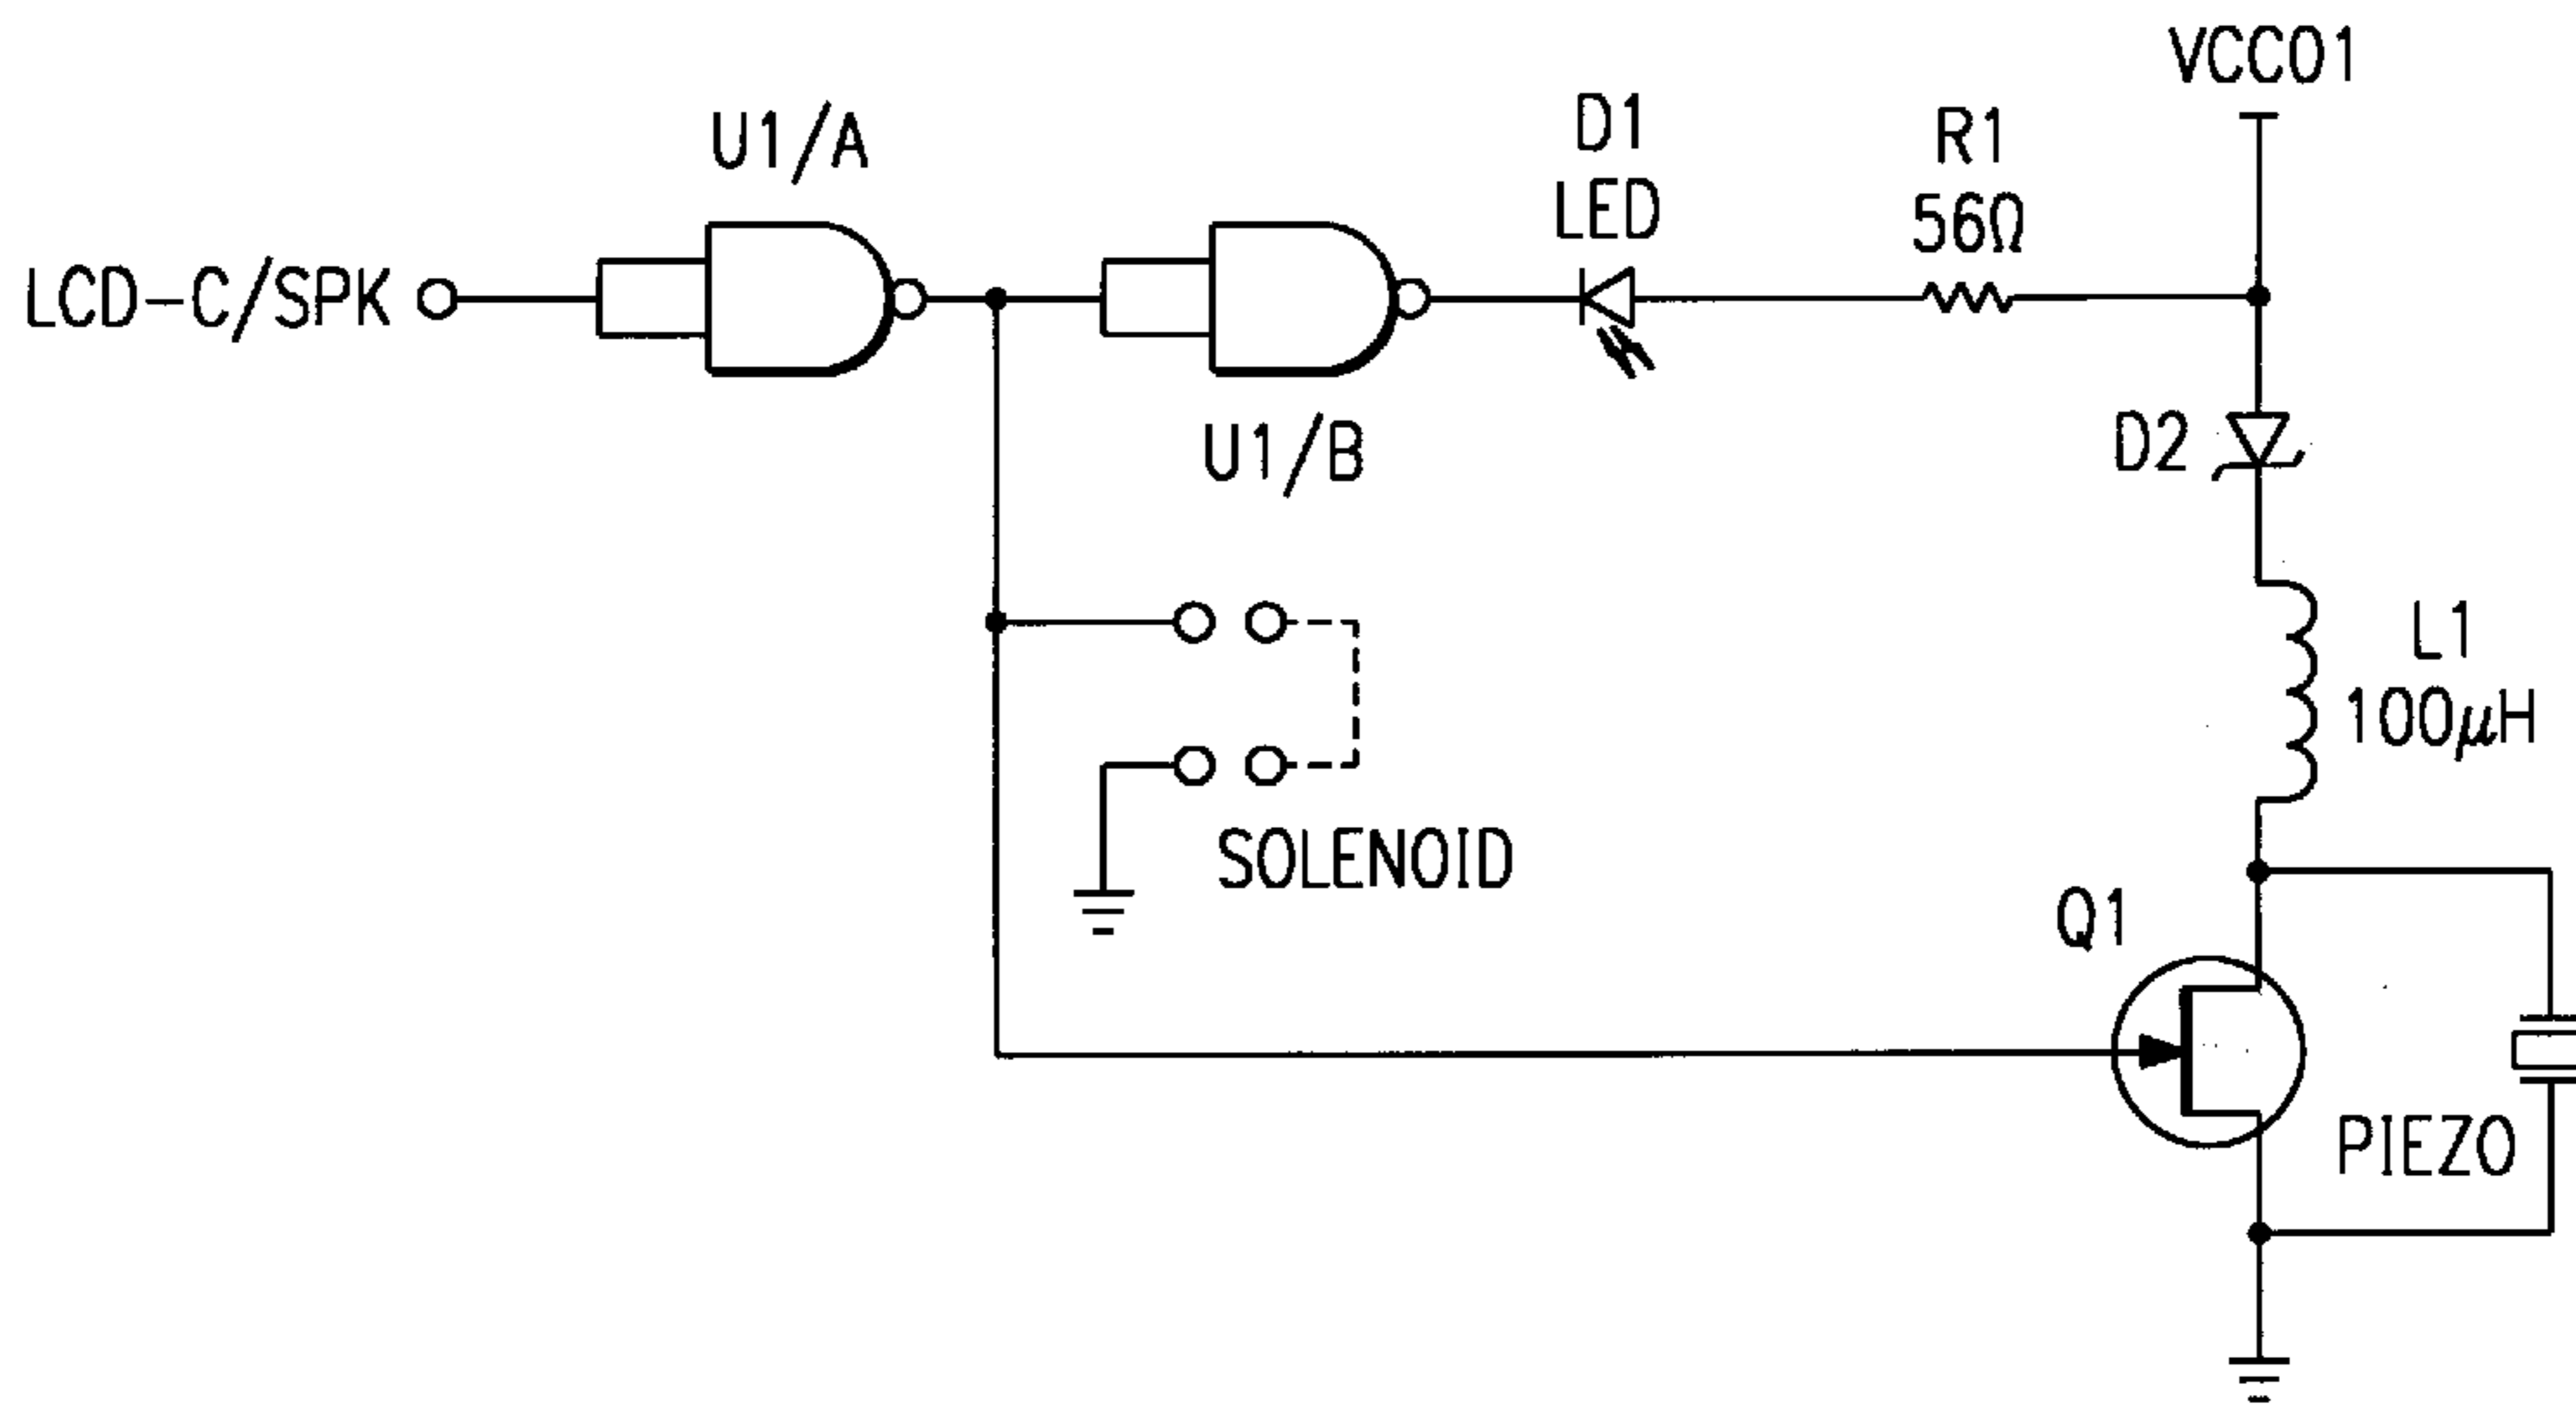 VCC01
U1/A
D1
LED
R1
56Ω
LCD-C/SPK
U1/B
D2
L1
100μH
SOLENOID
Q1
PIEZO